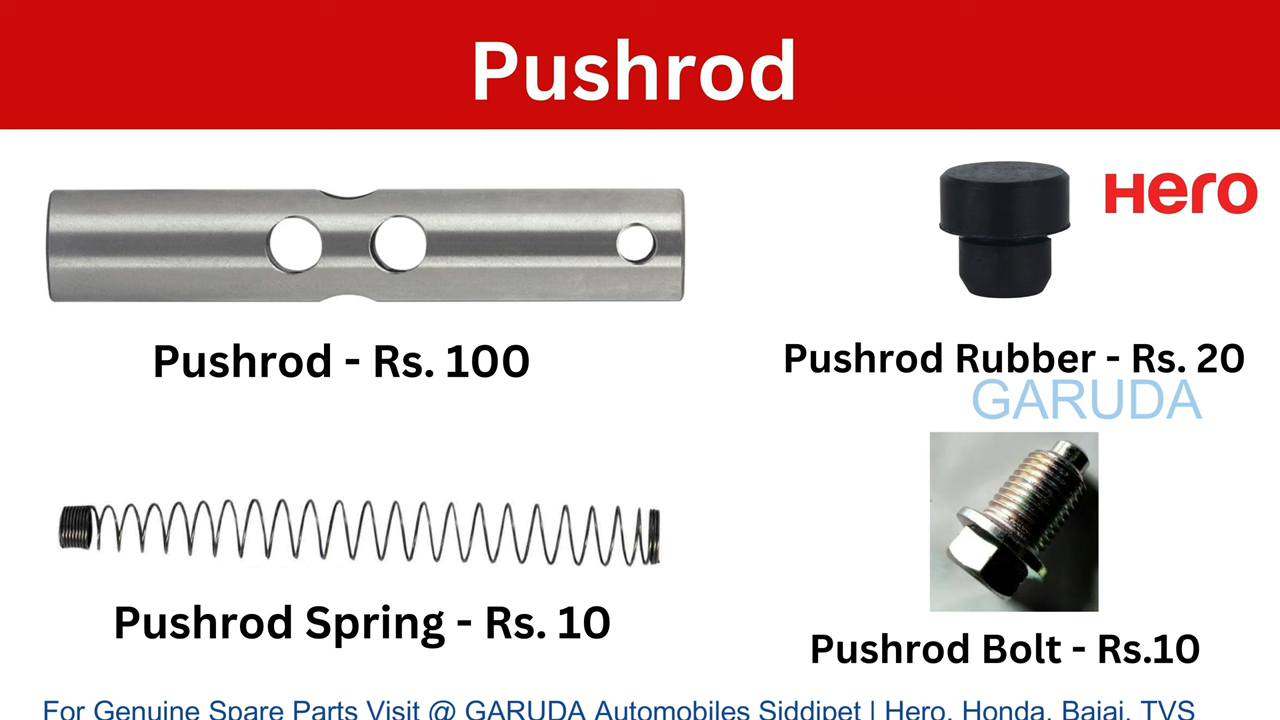 Pushrod
Hero
Pushrod - Rs. 100
Pushrod Rubber - Rs. 20
GARUDA
Pushrod Spring - Rs. 10
Pushrod Bolt - Rs.10
For Genuine Spare Parts Visit @ GARUDA Automobiles Siddipet | Hero, Honda, Bajaj, TVS